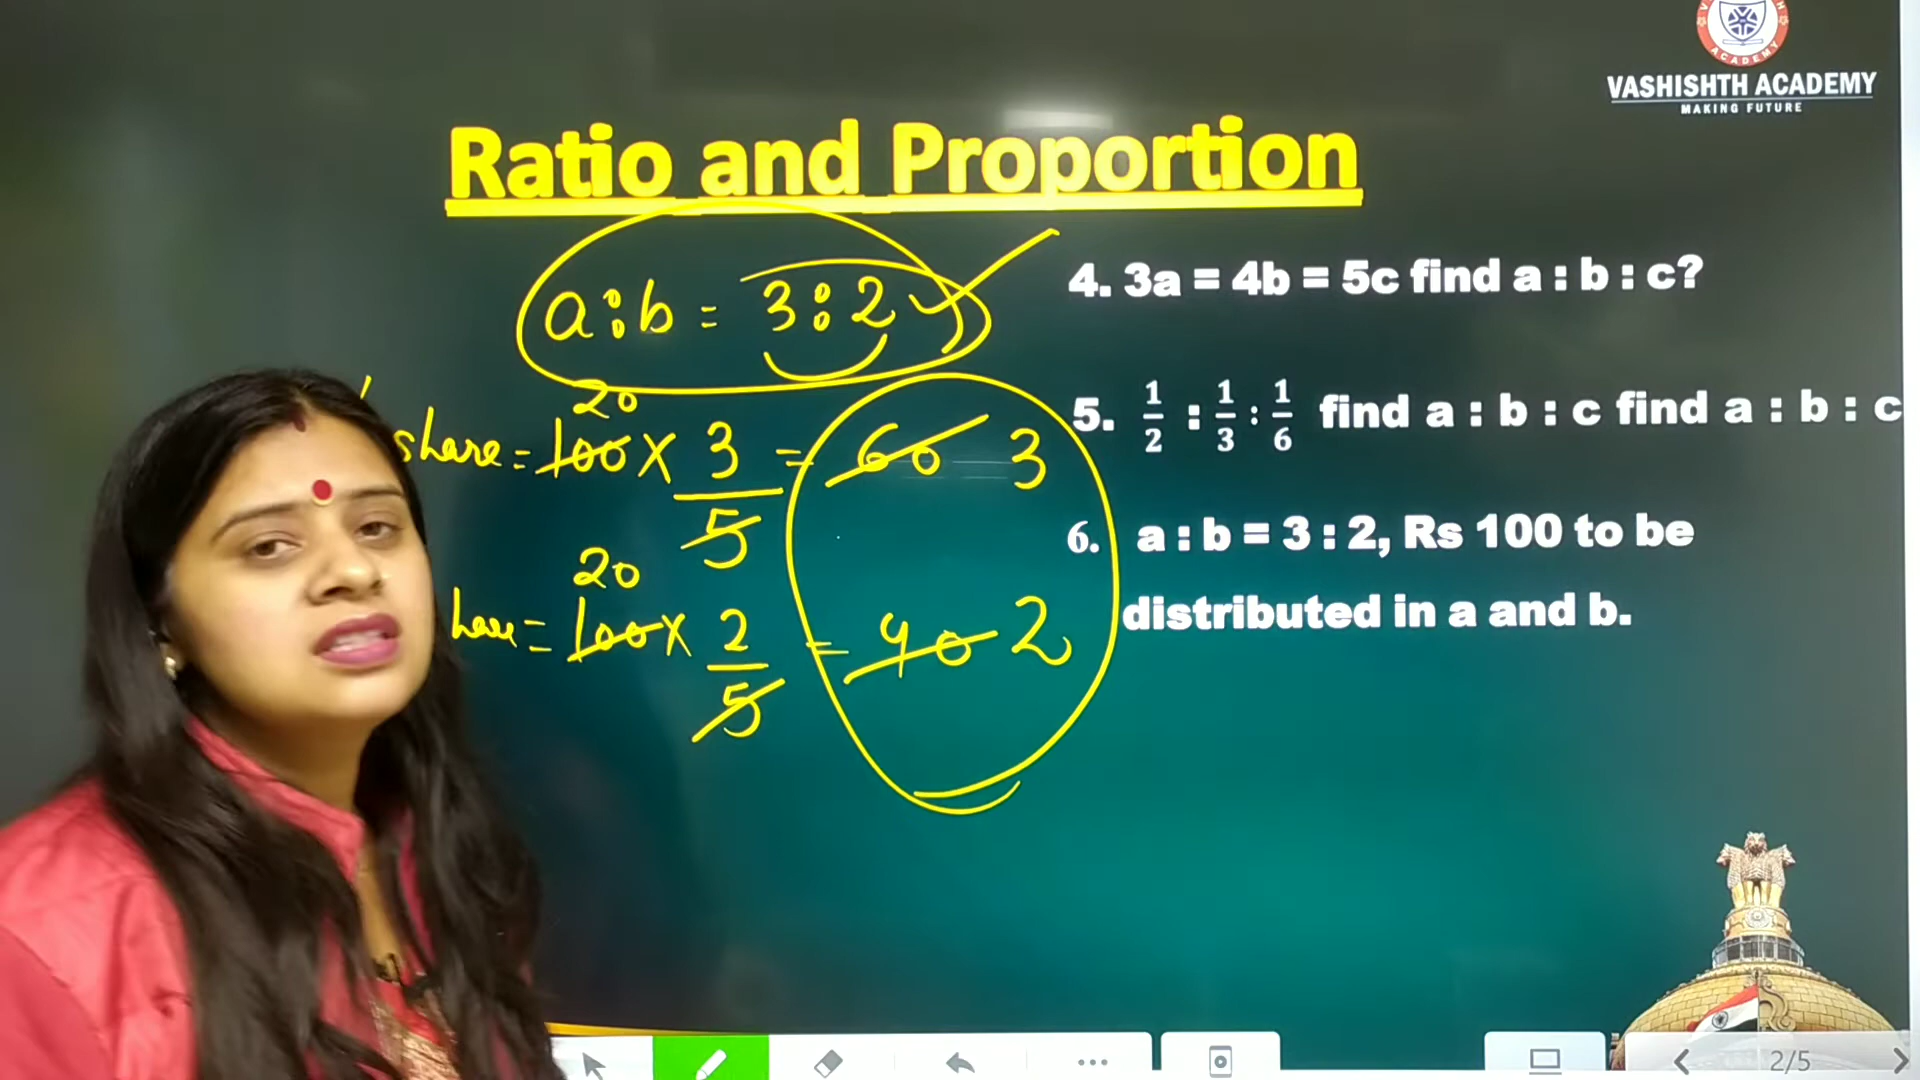 VASHISHTH ACADEMY
MAKING FUTURE
Ratio and Proportion
a:b = 3:2
4. 3a = 4b = 5c find a : b : c?
20
share = 100 X 3/5 = 60 3
5. 1/2 : 1/3 : 1/6 find a : b : c find a : b : c
6. a : b = 3 : 2, Rs 100 to be
distributed in a and b.
20
hare = 100 X 2/5 = 40 2
2/5